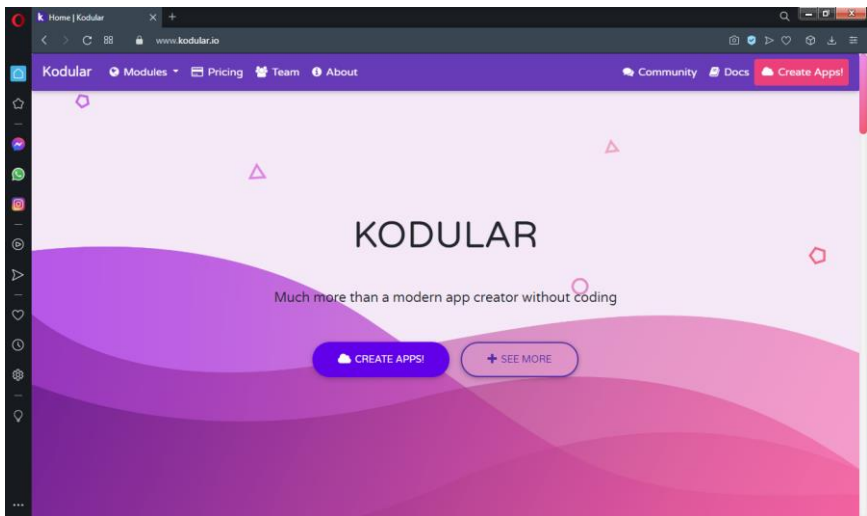 Home | Kodular
www.kodular.io
Kodular Modules Pricing Team About Community Docs Create Apps!
KODULAR
Much more than a modern app creator without coding
CREATE APPS! SEE MORE